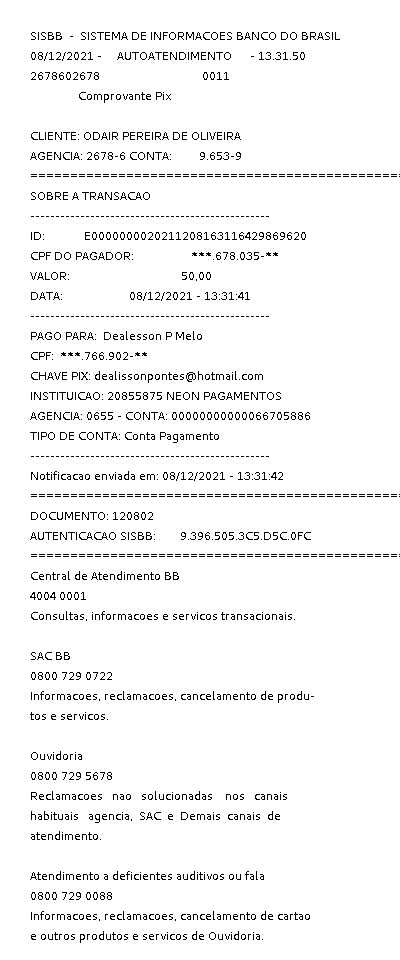 SISBB - SISTEMA DE INFORMACOES BANCO DO BRASIL
08/12/2021 - AUTOATENDIMENTO - 13.31.50
2678602678 0011
Comprovante Pix
CLIENTE: ODAIR PEREIRA DE OLIVEIRA
AGENCIA: 2678-6 CONTA: 9.653-9
================================================
SOBRE A TRANSACAO
------------------------------------------------
ID: E0000000020211208163116429869620
CPF DO PAGADOR: ***.678.035-**
VALOR: 50,00
DATA: 08/12/2021 - 13:31:41
------------------------------------------------
PAGO PARA: Dealesson P Melo
CPF: ***.766.902-**
CHAVE PIX: dealissonpontes@hotmail.com
INSTITUICAO: 20855875 NEON PAGAMENTOS
AGENCIA: 0655 - CONTA: 00000000000066705886
TIPO DE CONTA: Conta Pagamento
------------------------------------------------
Notificacao enviada em: 08/12/2021 - 13:31:42
================================================
DOCUMENTO: 120802
AUTENTICACAO SISBB: 9.396.505.3C5.D5C.0FC
================================================
Central de Atendimento BB
4004 0001
Consultas, informacoes e servicos transacionais.
SAC BB
0800 729 0722
Informacoes, reclamacoes, cancelamento de produ-
tos e servicos.
Ouvidoria
0800 729 5678
Reclamacoes nao solucionadas nos canais
habituais agencia, SAC e Demais canais de
atendimento.
Atendimento a deficientes auditivos ou fala
0800 729 0088
Informacoes, reclamacoes, cancelamento de cartao
e outros produtos e servicos de Ouvidoria.